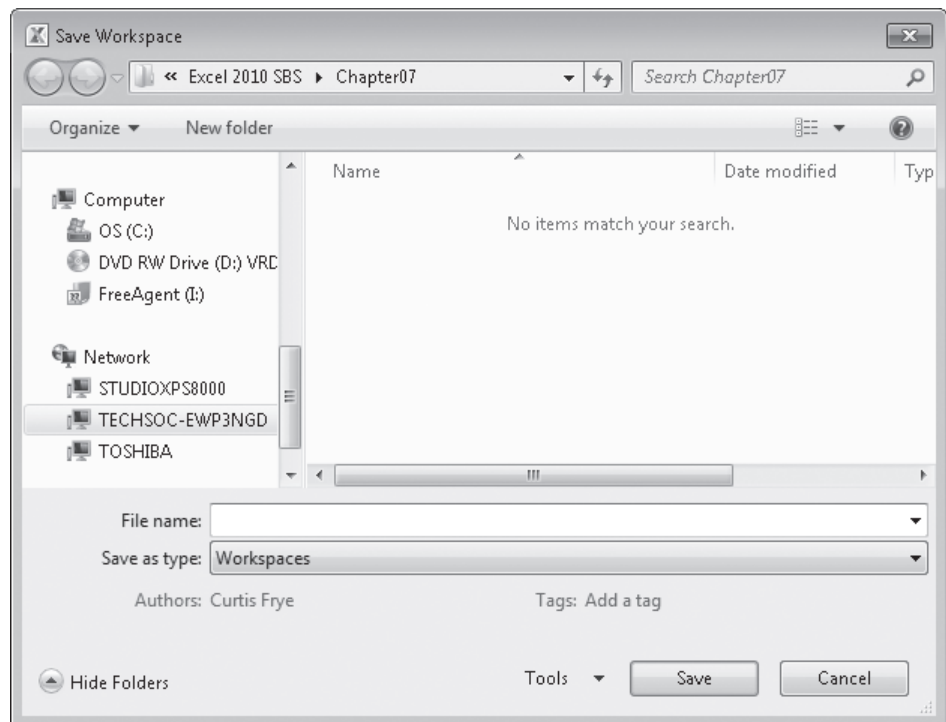 Save Workspace
« Excel 2010 SBS ▸ Chapter07
Search Chapter07
Organize
New folder
Computer
OS (C:)
DVD RW Drive (D:) VRD
FreeAgent (I:)
Network
STUDIOXPS8000
TECHSOC-EWP3NGD
TOSHIBA
Name
Date modified
Typ
No items match your search.
File name:
Save as type: Workspaces
Authors: Curtis Frye
Tags: Add a tag
Hide Folders
Tools
Save
Cancel